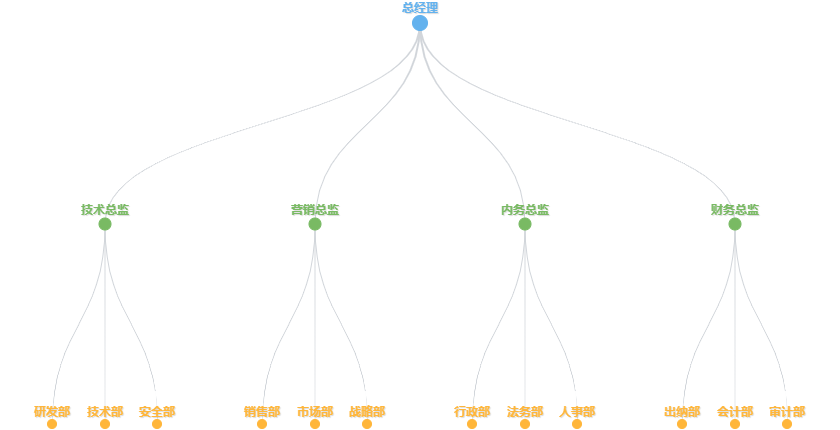 总经理
技术总监 营销总监 内务总监 财务总监
研发部 技术部 安全部 销售部 市场部 战略部 行政部 法务部 人事部 出纳部 会计部 审计部